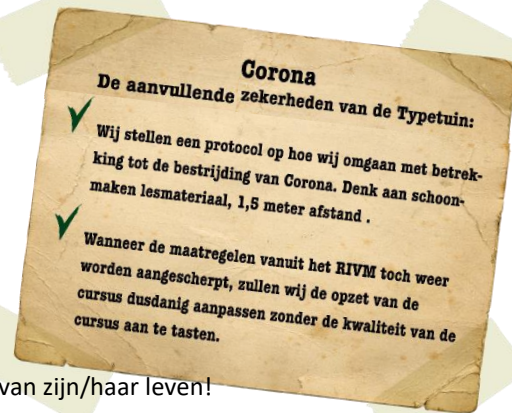 Corona
De aanvullende zekerheden van de Typetuin:
Wij stellen een protocol op hoe wij omgaan met betrek-
king tot de bestrijding van Corona. Denk aan schoon-
maken lesmateriaal, 1,5 meter afstand .
Wanneer de maatregelen vanuit het RIVM toch weer
worden aangescherpt, zullen wij de opzet van de
cursus dusdanig aanpassen zonder de kwaliteit van de
cursus aan te tasten.
van zijn/haar leven!